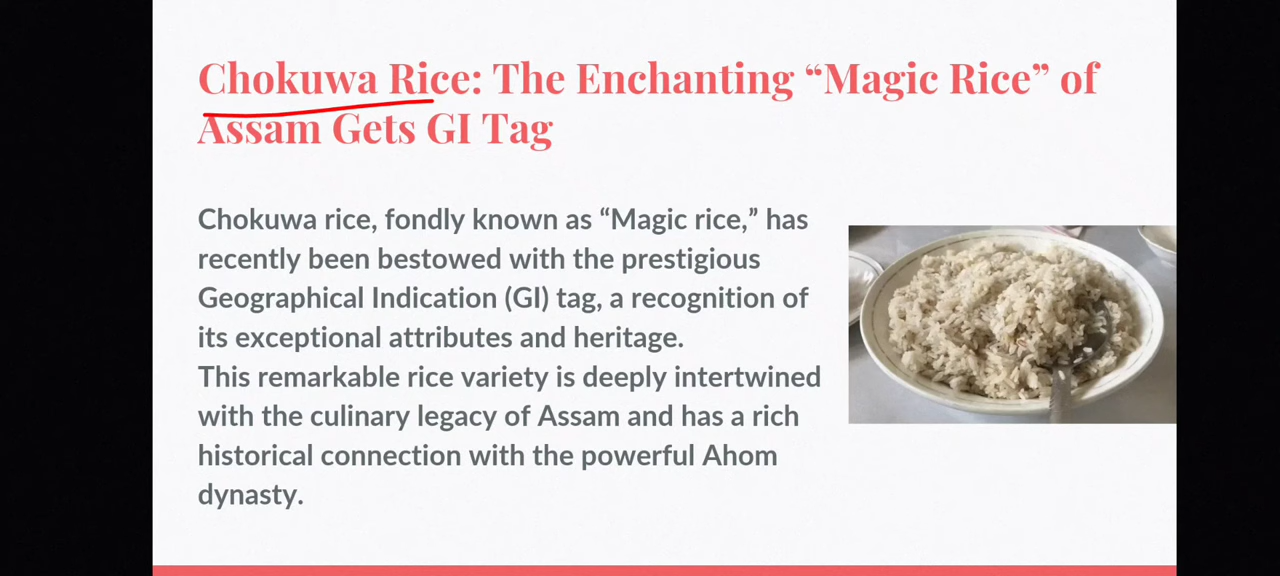 Chokuwa Rice: The Enchanting “Magic Rice” of
Assam Gets GI Tag
Chokuwa rice, fondly known as “Magic rice,” has
recently been bestowed with the prestigious
Geographical Indication (GI) tag, a recognition of
its exceptional attributes and heritage.
This remarkable rice variety is deeply intertwined
with the culinary legacy of Assam and has a rich
historical connection with the powerful Ahom
dynasty.